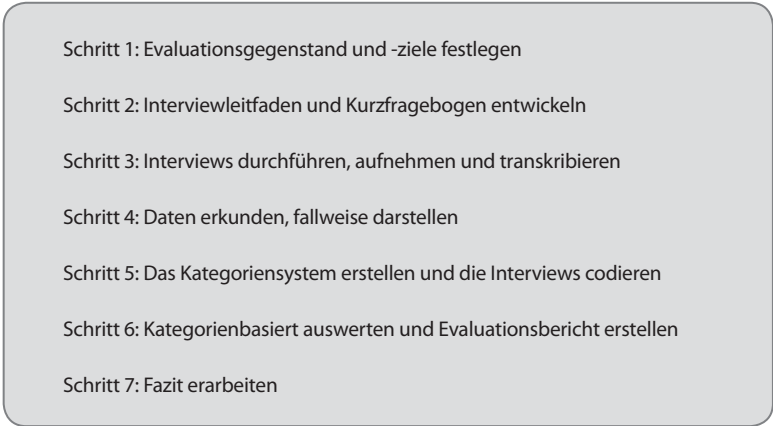 Schritt 1: Evaluationsgegenstand und -ziele festlegen
Schritt 2: Interviewleitfaden und Kurzfragebogen entwickeln
Schritt 3: Interviews durchführen, aufnehmen und transkribieren
Schritt 4: Daten erkunden, fallweise darstellen
Schritt 5: Das Kategoriensystem erstellen und die Interviews codieren
Schritt 6: Kategorienbasiert auswerten und Evaluationsbericht erstellen
Schritt 7: Fazit erarbeiten